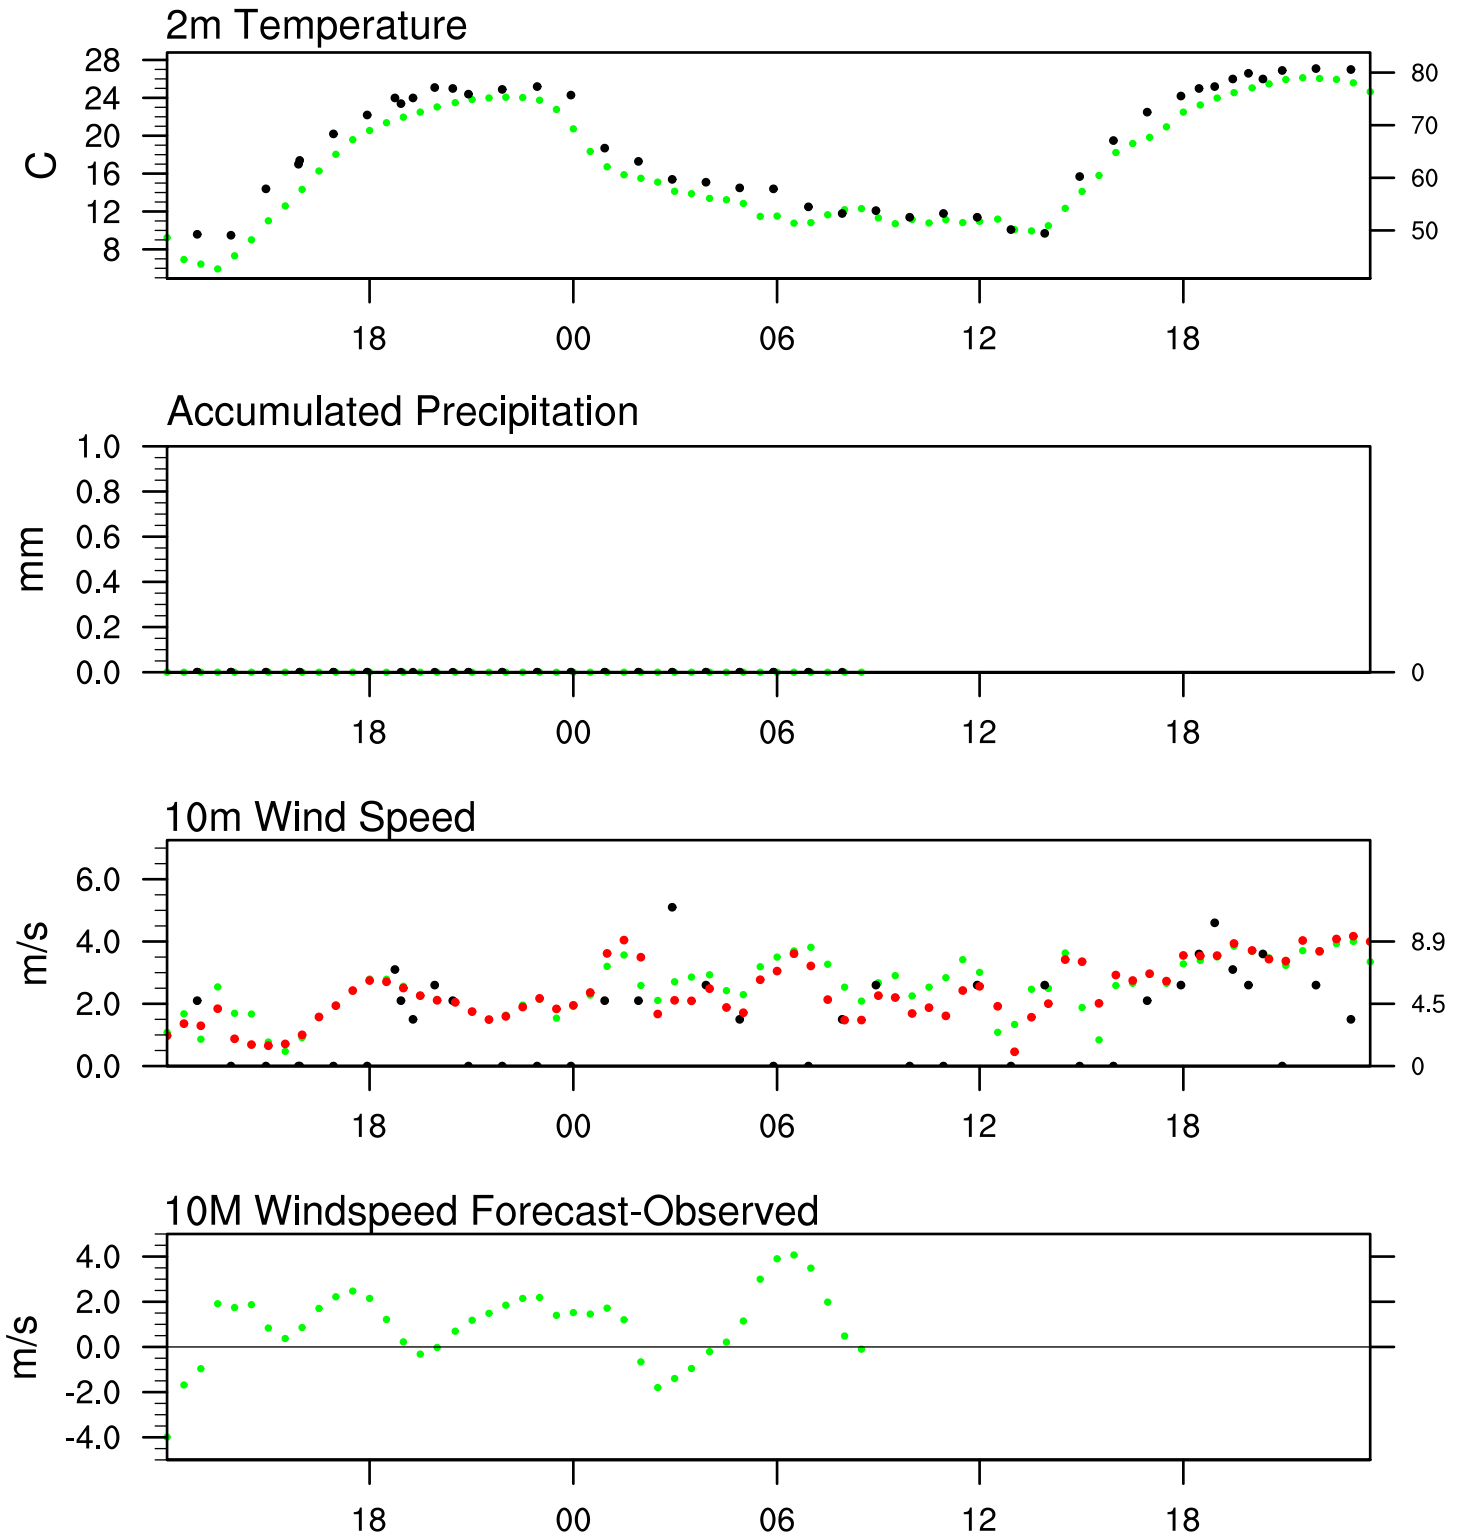 2m Temperature
28
24
20
16
12
8
C
80
70
60
50
18 00 06 12 18
Accumulated Precipitation
1.0
0.8
0.6
0.4
0.2
0.0
mm
0
18 00 06 12 18
10m Wind Speed
6.0
4.0
2.0
0.0
m/s
8.9
4.5
0
18 00 06 12 18
10M Windspeed Forecast-Observed
4.0
2.0
0.0
-2.0
-4.0
m/s
18 00 06 12 18